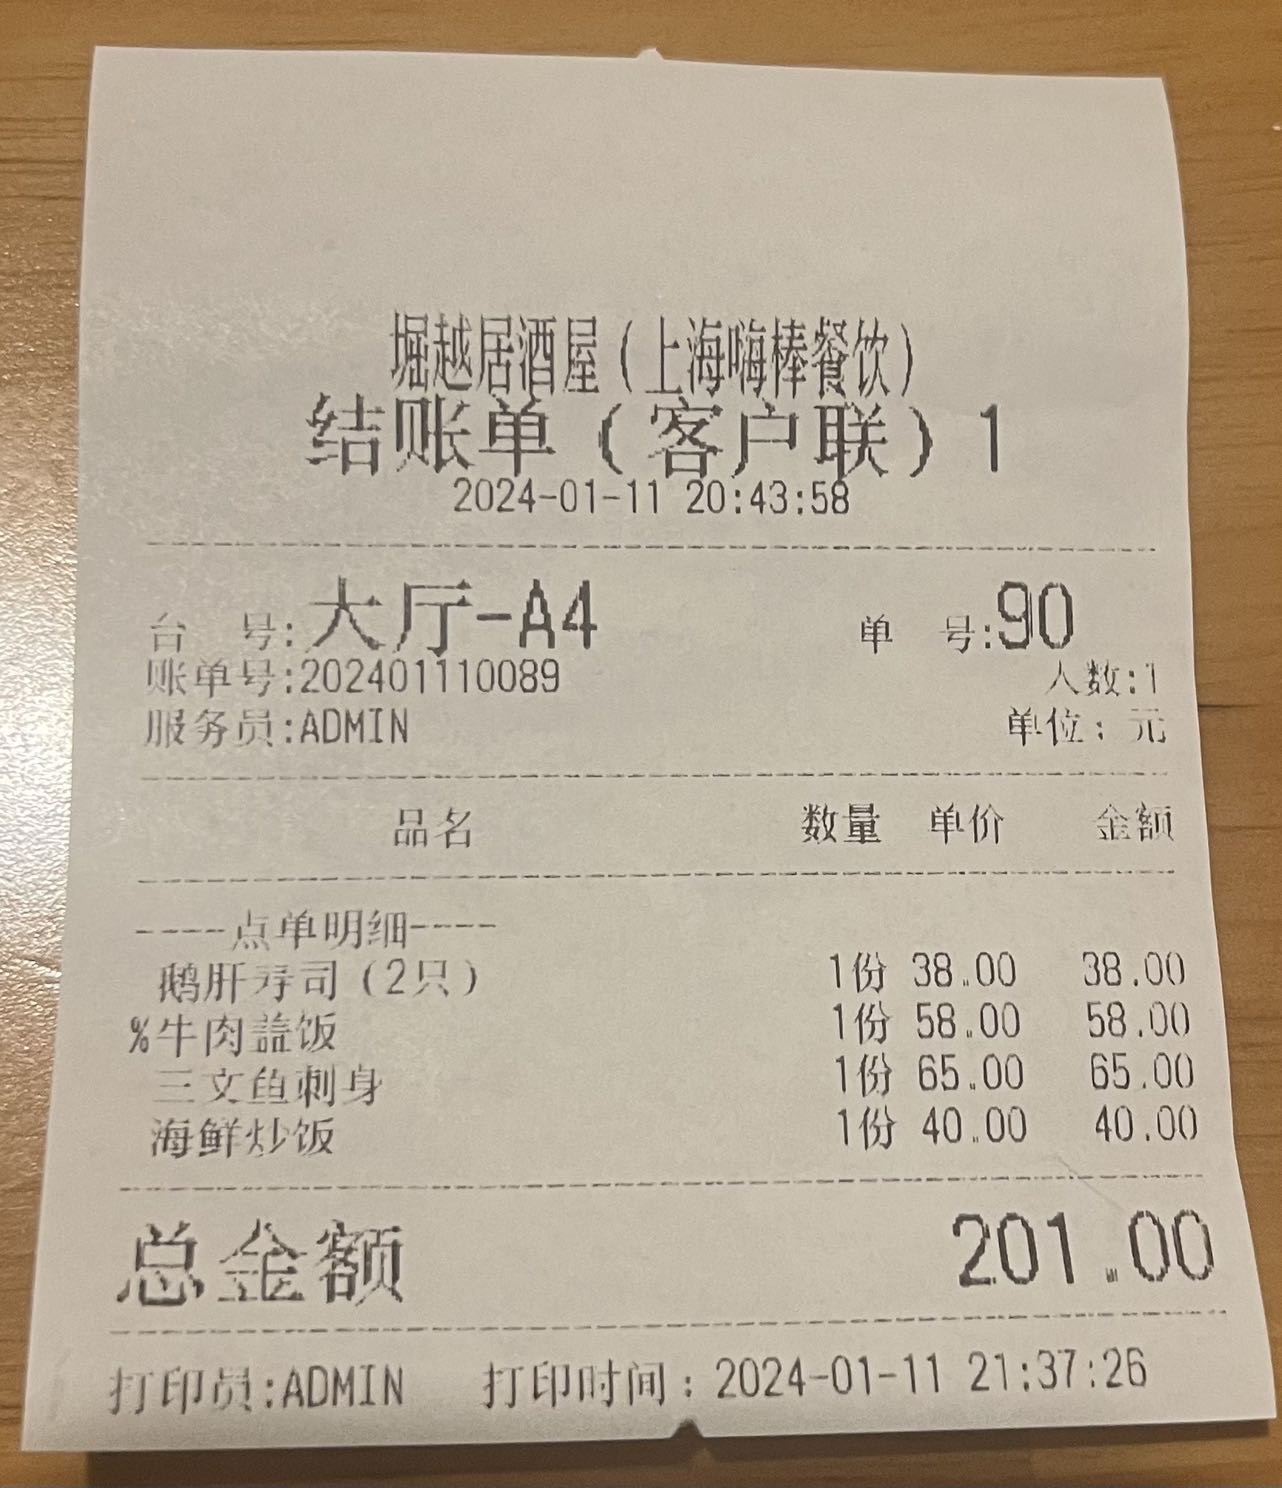 堀越居酒屋(上海嗨棒餐饮)
结账单(客户联)1
2024-01-11 20:43:58
台 号:大厅-A4 单 号:90
账单号:202401110089 人数:1
服务员:ADMIN 单位: 元
品名 数量 单价 金额
----点单明细----
鹅肝寿司(2只) 1份 38.00 38.00
%牛肉盖饭 1份 58.00 58.00
三文鱼刺身 1份 65.00 65.00
海鲜炒饭 1份 40.00 40.00
总金额 201.00
打印员:ADMIN 打印时间: 2024-01-11 21:37:26